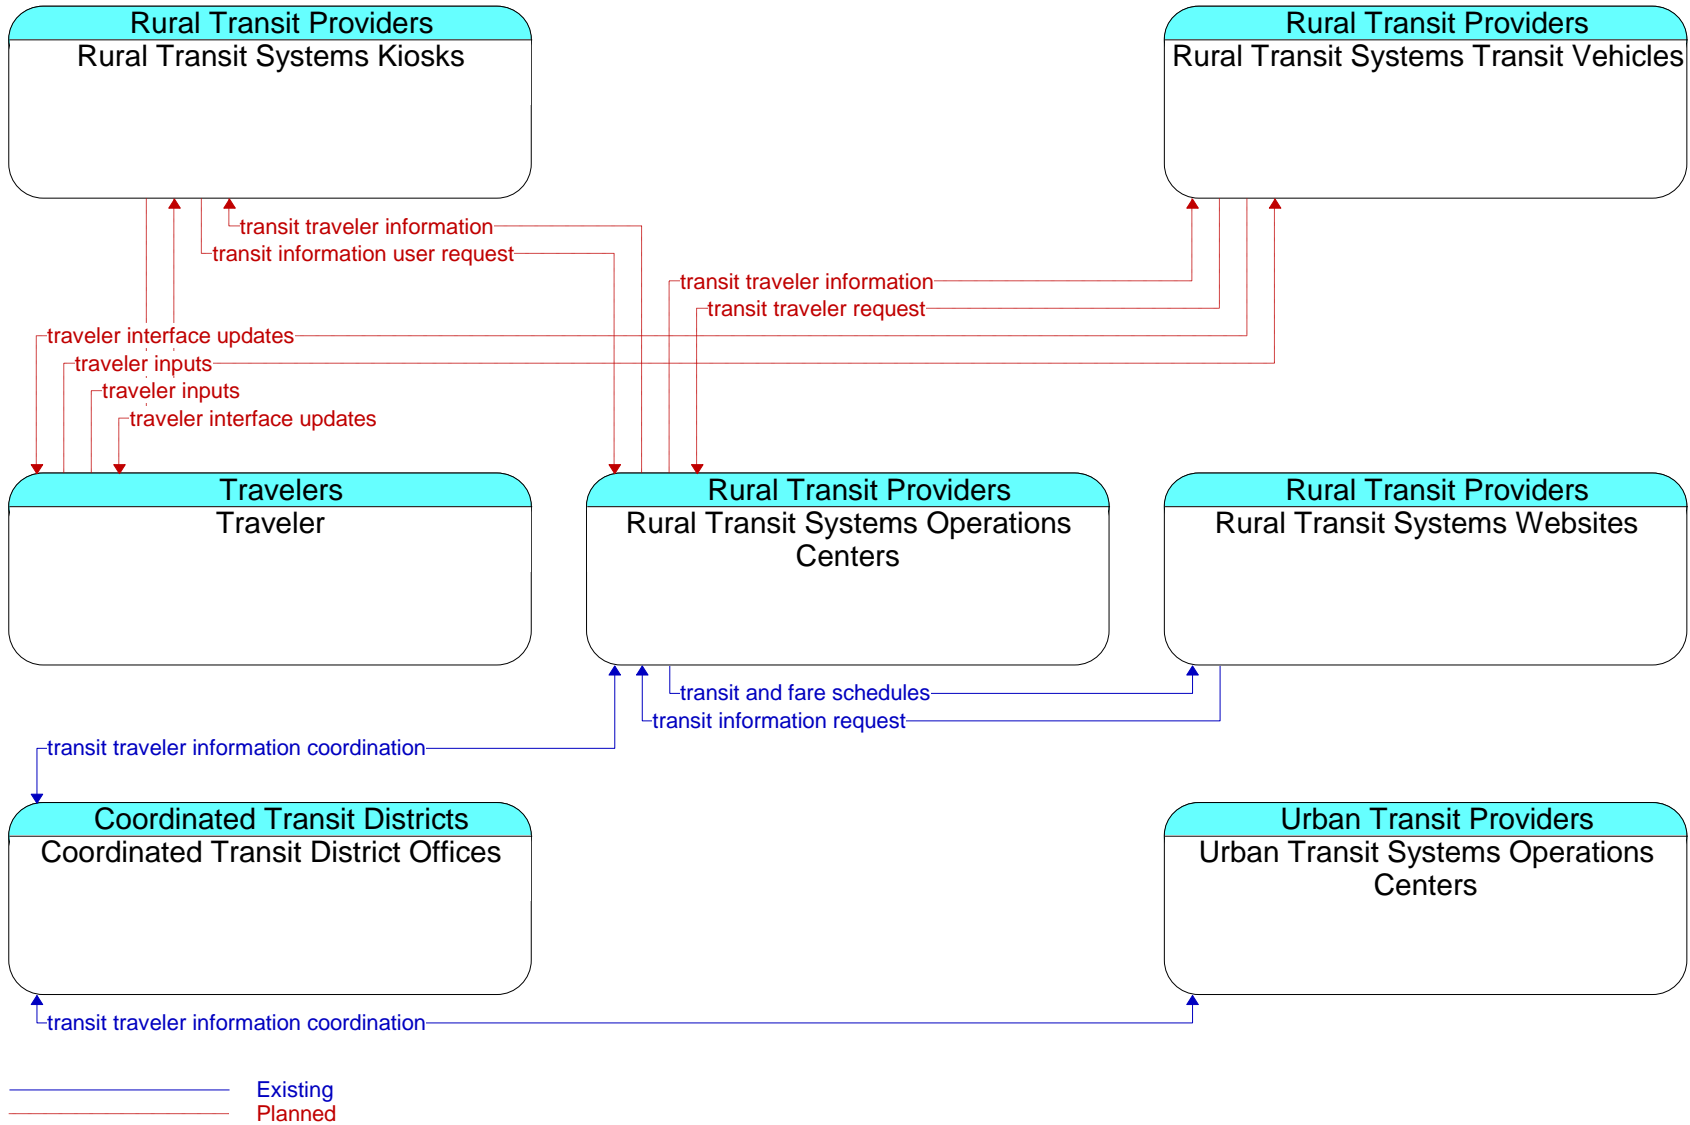 Rural Transit Providers
Rural Transit Systems Kiosks
Rural Transit Providers
Rural Transit Systems Transit Vehicles
transit traveler information
transit information user request
transit traveler information
transit traveler request
traveler interface updates
traveler inputs
traveler inputs
traveler interface updates
Travelers
Traveler
Rural Transit Providers
Rural Transit Systems Operations
Centers
Rural Transit Providers
Rural Transit Systems Websites
transit and fare schedules
transit information request
transit traveler information coordination
Coordinated Transit Districts
Coordinated Transit District Offices
Urban Transit Providers
Urban Transit Systems Operations
Centers
transit traveler information coordination
Existing
Planned